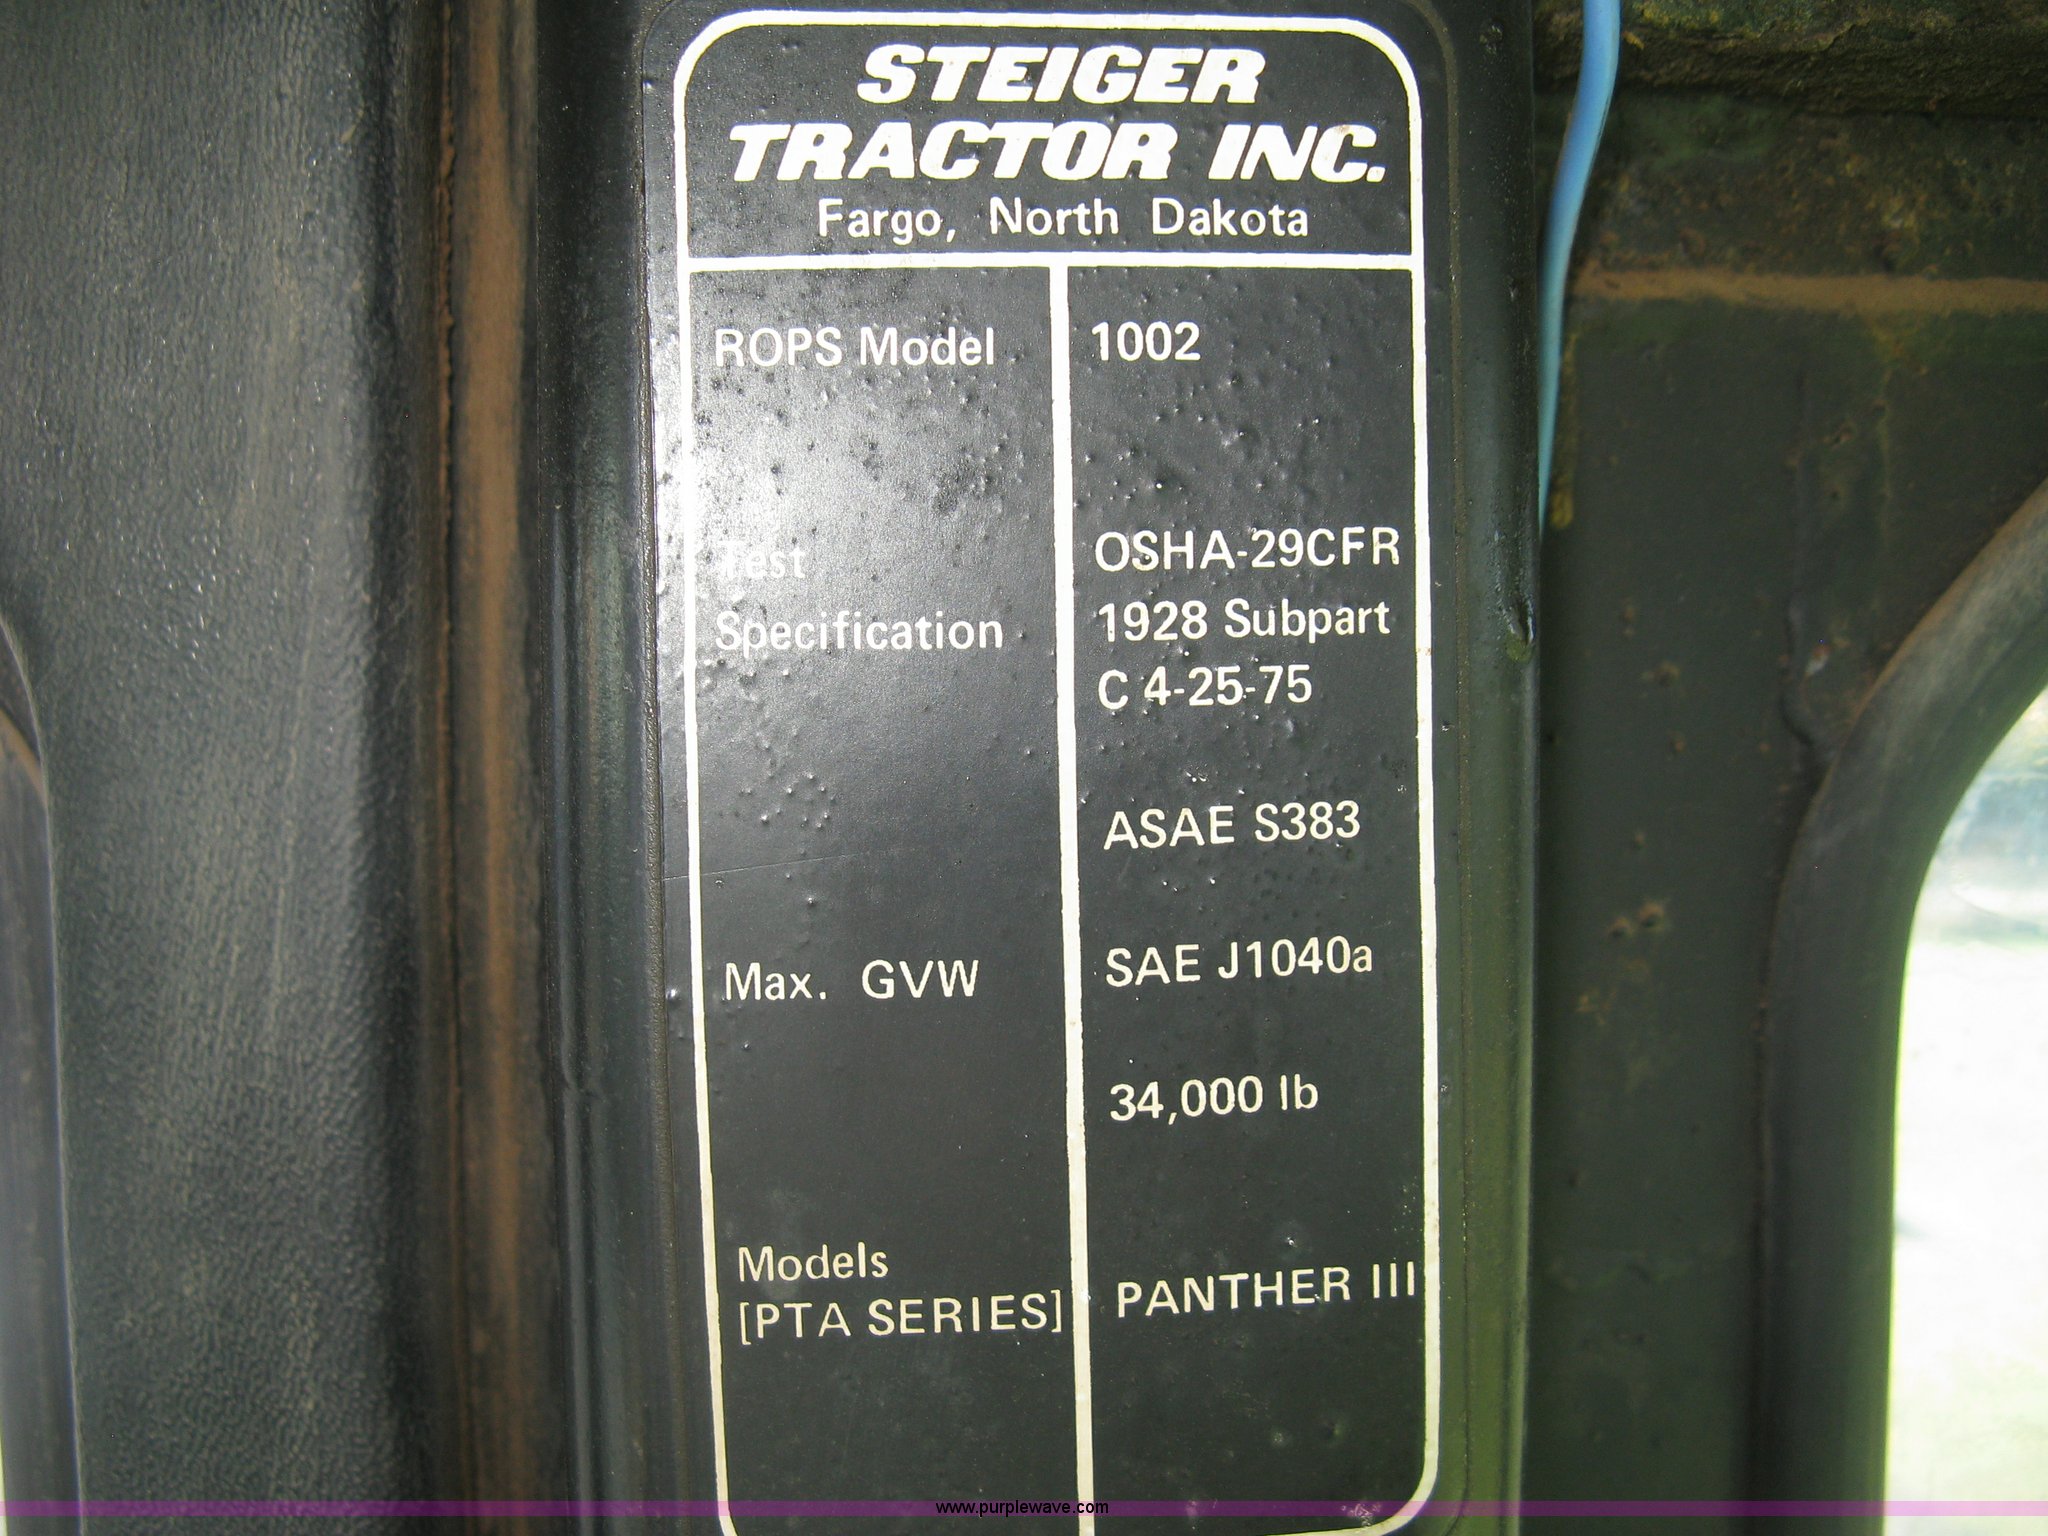 STEIGER
TRACTOR INC.
Fargo, North Dakota
ROPS Model 1002
Test OSHA-29CFR
Specification 1928 Subpart
C 4-25-75
ASAE S383
Max. GVW SAE J1040a
34,000 lb
Models
[PTA SERIES] PANTHER III
www.purplewave.com